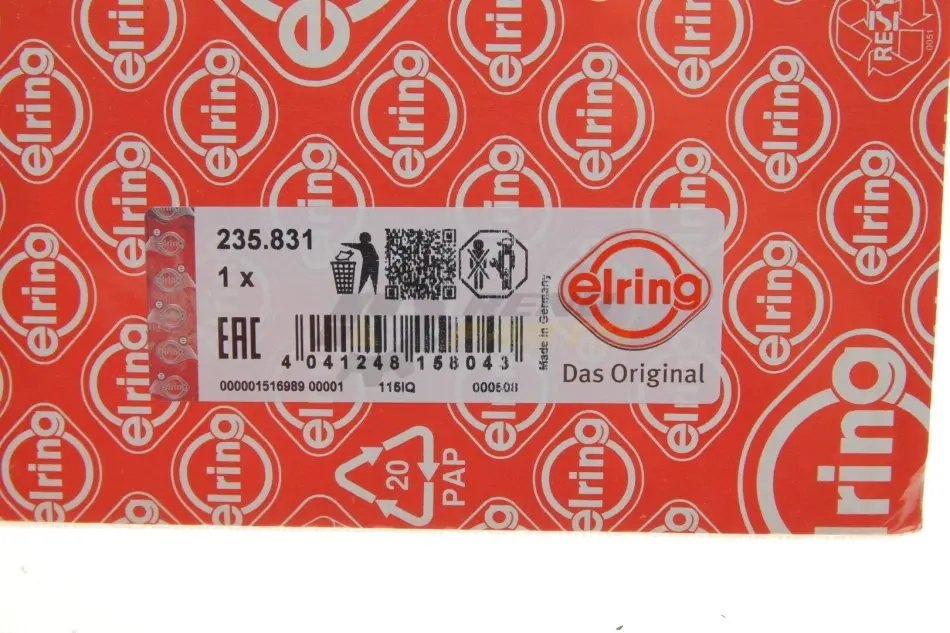 235.831
1 x
EAC
4 041248 158043
000001516989 00001 115IQ 000508
Made in Germany
elring
Das Original
20
PAP
0051